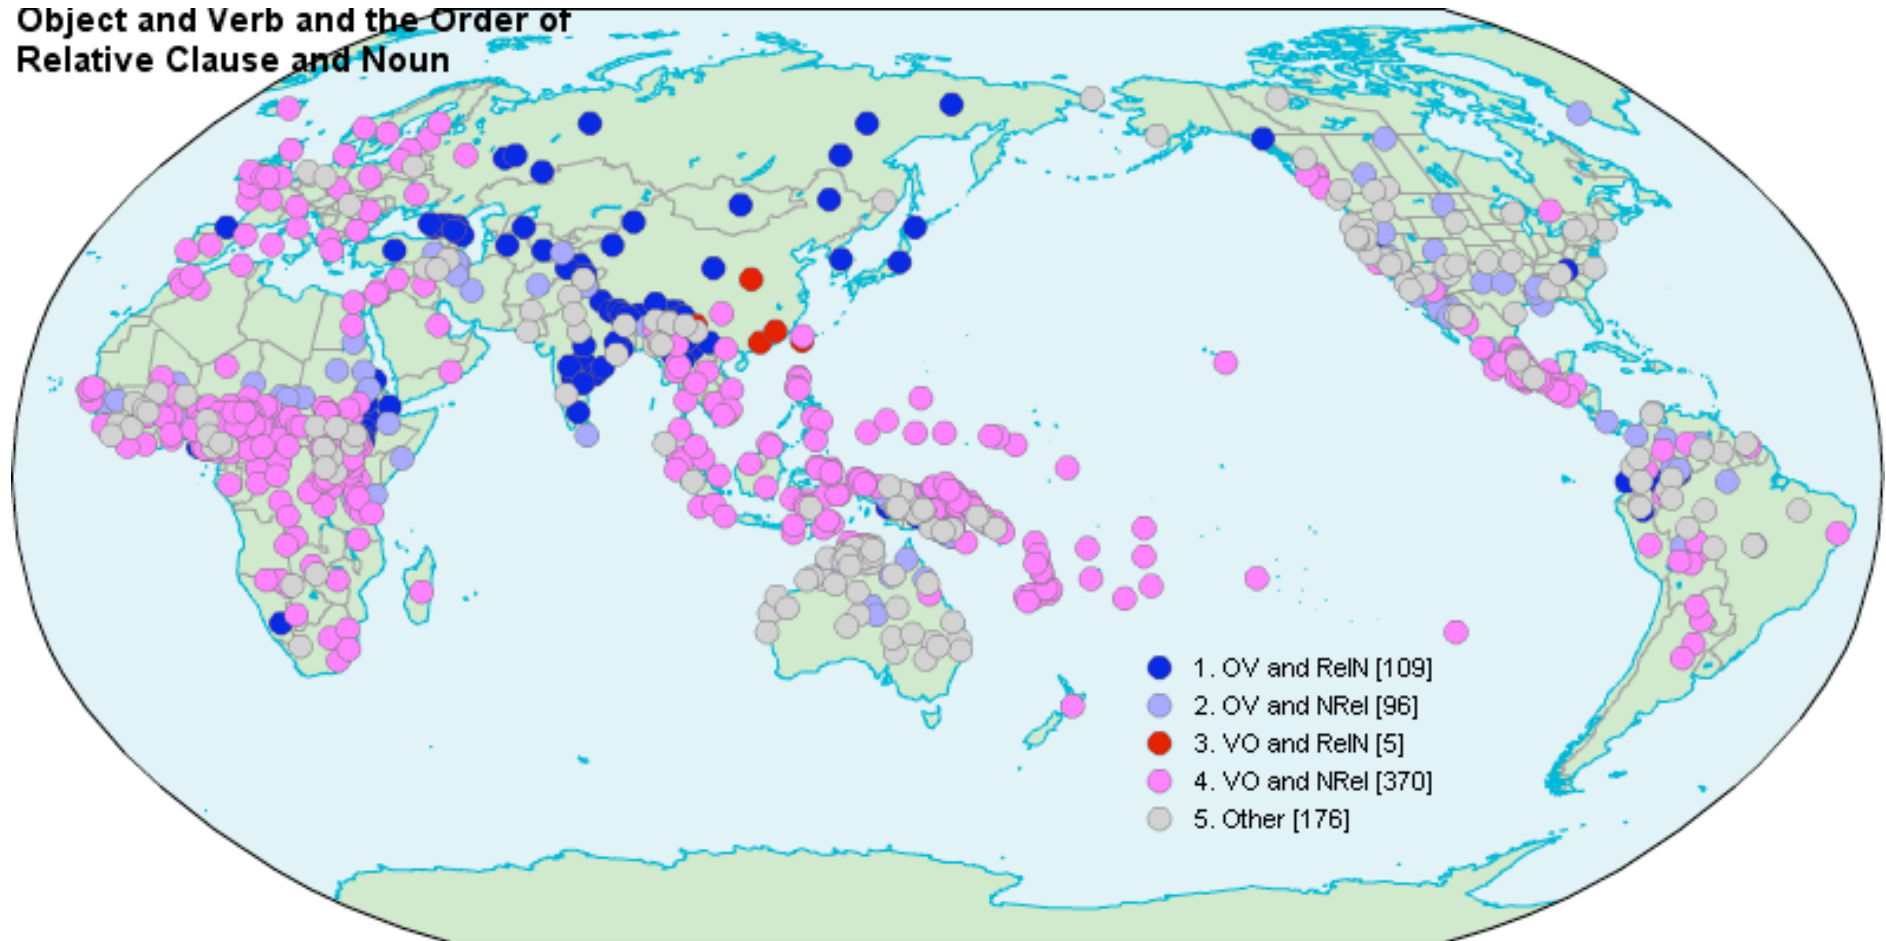 Object and Verb and the Order of
Relative Clause and Noun
1. OV and RelN [109]
2. OV and NRel [96]
3. VO and RelN [5]
4. VO and NRel [370]
5. Other [176]